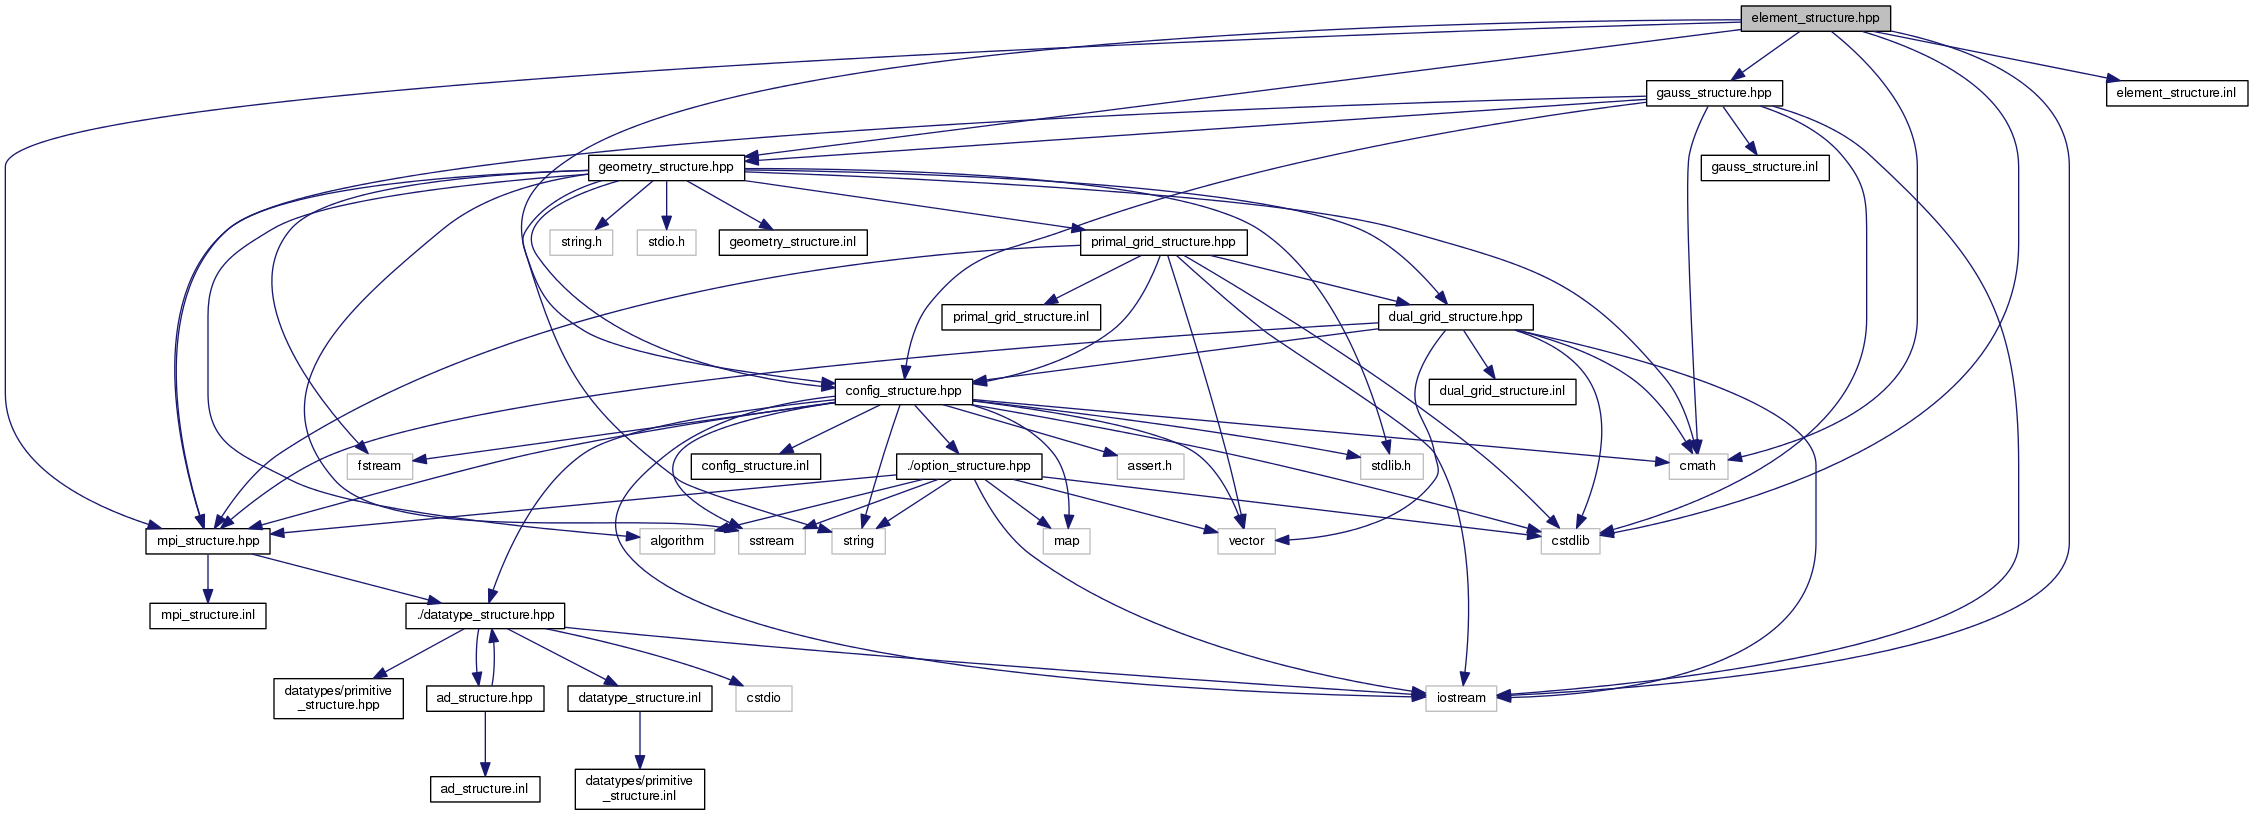 element_structure.hpp
gauss_structure.hpp
element_structure.inl
geometry_structure.hpp
gauss_structure.inl
string.h
stdio.h
geometry_structure.inl
primal_grid_structure.hpp
primal_grid_structure.inl
dual_grid_structure.hpp
config_structure.hpp
dual_grid_structure.inl
fstream
config_structure.inl
./option_structure.hpp
assert.h
stdlib.h
cmath
mpi_structure.hpp
algorithm
sstream
string
map
vector
cstdlib
mpi_structure.inl
./datatype_structure.hpp
datatypes/primitive
_structure.hpp
ad_structure.hpp
datatype_structure.inl
cstdio
iostream
ad_structure.inl
datatypes/primitive
_structure.inl